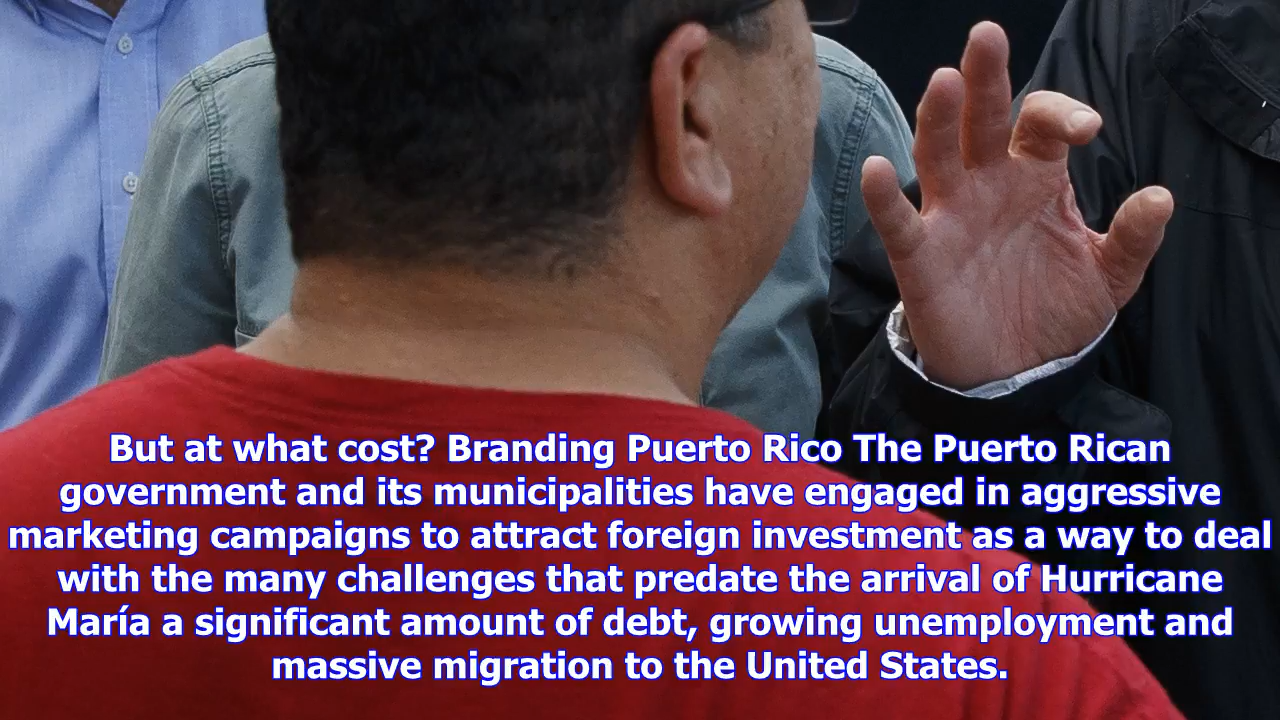 But at what cost? Branding Puerto Rico The Puerto Rican
government and its municipalities have engaged in aggressive
marketing campaigns to attract foreign investment as a way to deal
with the many challenges that predate the arrival of Hurricane
María a significant amount of debt, growing unemployment and
massive migration to the United States.